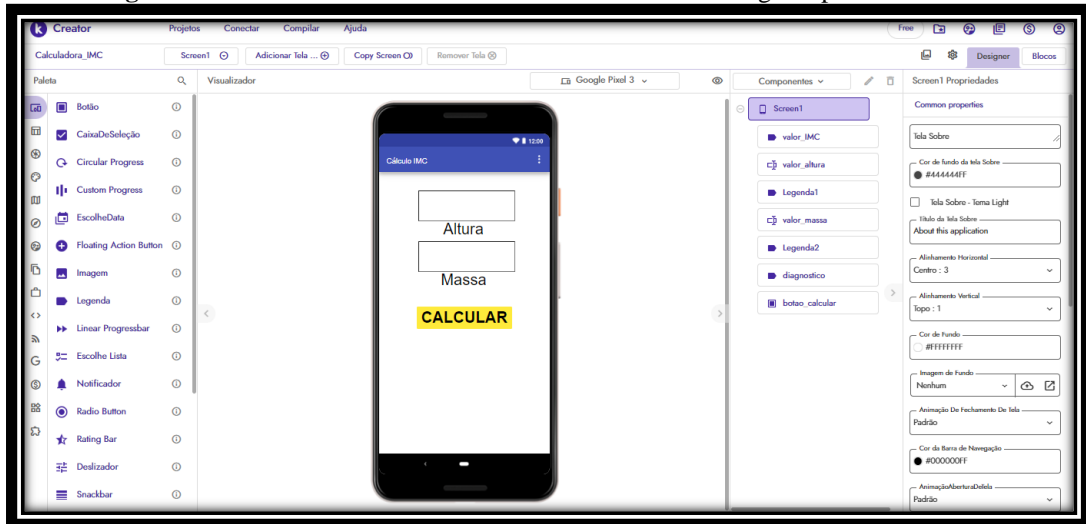 Creator
Projetos Conectar Compilar Ajuda
Free
Calculadora_IMC
Screen1
Adicionar Tela ...
Copy Screen
Remover Tela
Designer
Blocos
Paleta
Botão
CaixaDeSeleção
Circular Progress
Custom Progress
EscolheData
Floating Action Button
Imagem
Legenda
Linear Progressbar
Escolhe Lista
Notificador
Radio Button
Rating Bar
Deslizador
Snackbar
Visualizador
Google Pixel 3
12:00
Cálculo IMC
Altura
Massa
CALCULAR
Componentes
Screen1
valor_IMC
valor_altura
Legenda1
valor_massa
Legenda2
diagnostico
botao_calcular
Screen1 Propriedades
Common properties
Tela Sobre
Cor de fundo da tela Sobre
#444444FF
Tela Sobre - Tema Light
Título da Tela Sobre
About this application
Alinhamento Horizontal
Centro : 3
Alinhamento Vertical
Topo : 1
Cor de Fundo
#FFFFFFFF
Imagem de Fundo
Nenhum
Animação De Fechamento De Tela
Padrão
Cor da Barra de Navegação
#000000FF
AnimaçãoAberturaDeTela
Padrão